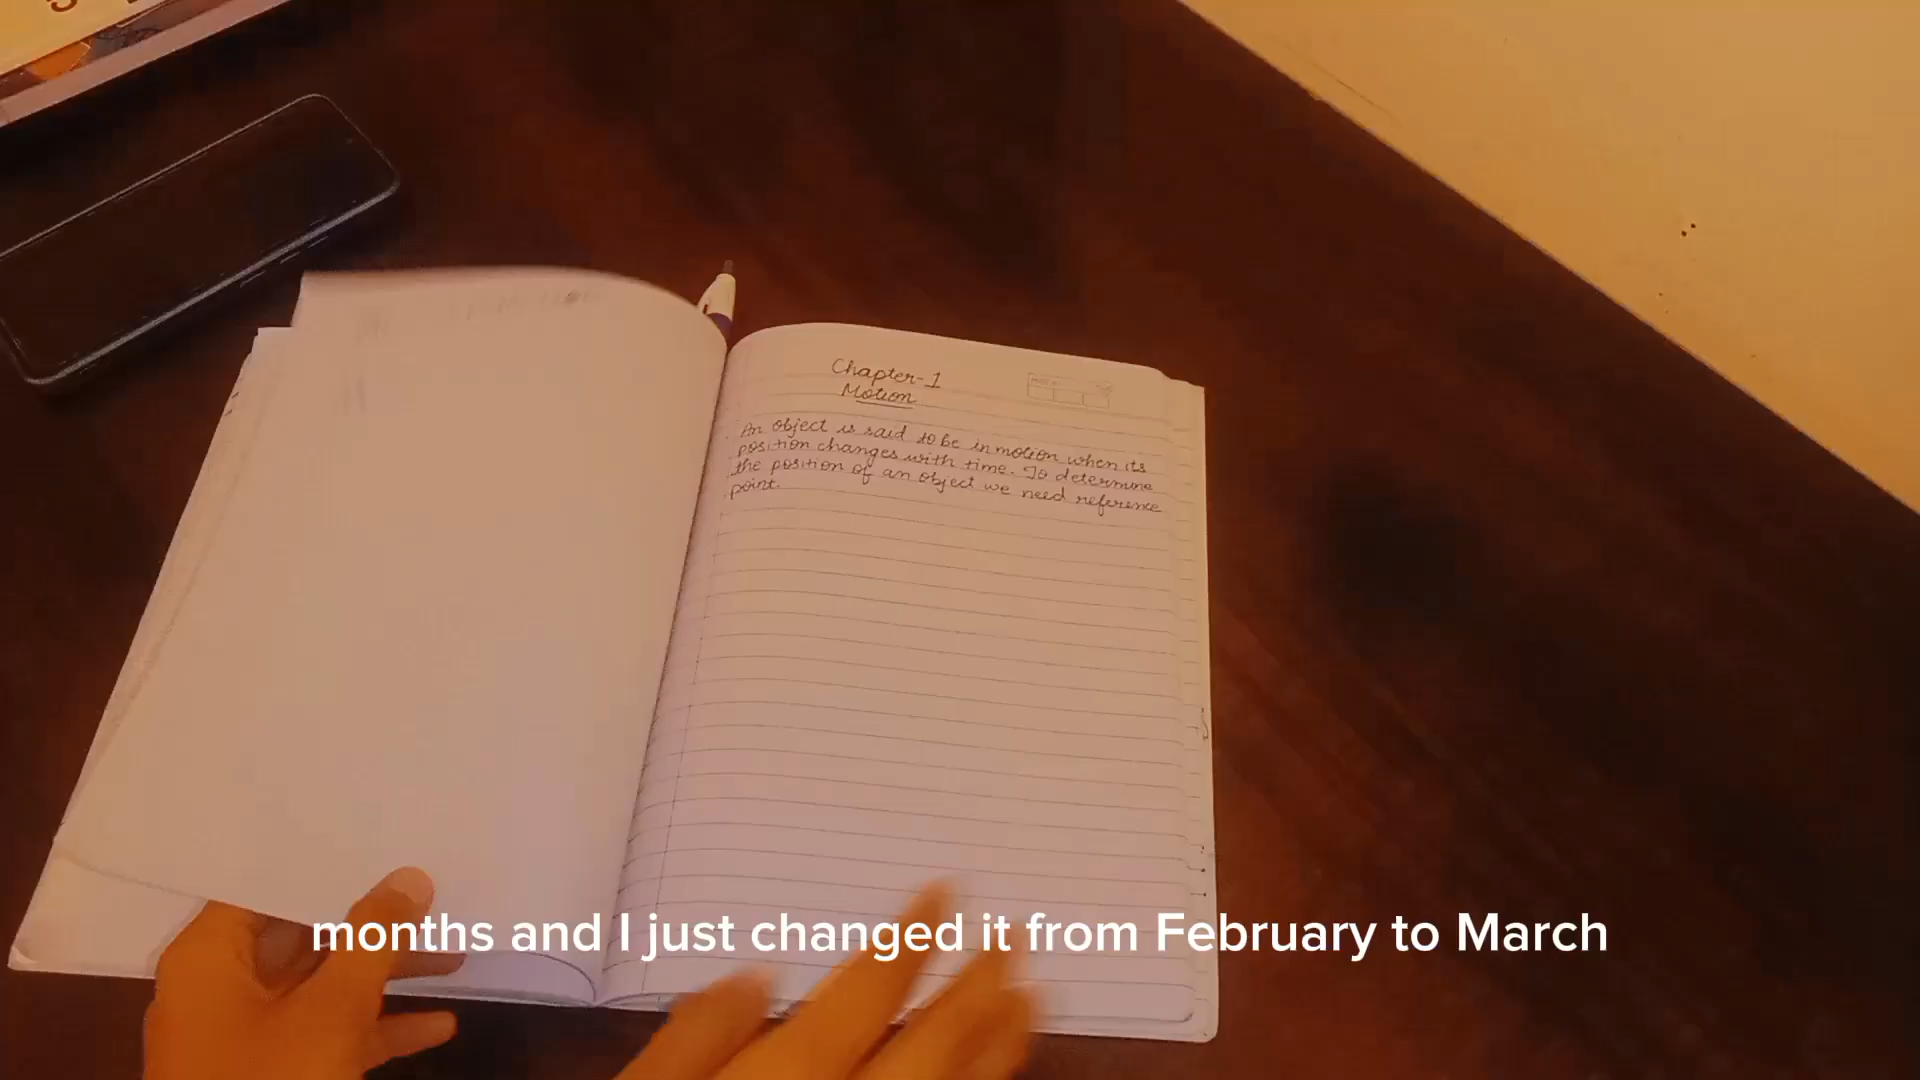 Chapter-1
Motion
An object is said to be in motion when its
position changes with time. To determine
the position of an object we need reference
point.
months and I just changed it from February to March